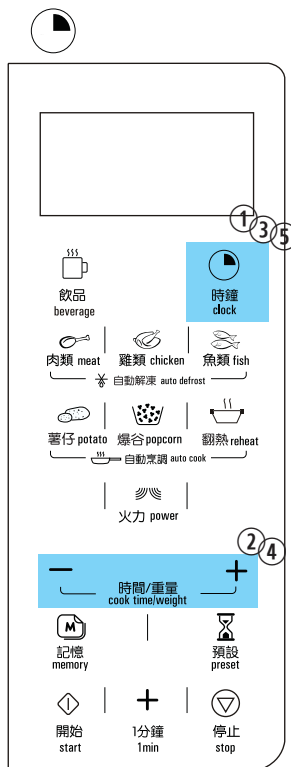 ① ③ ⑤
飲品
beverage
時鐘
clock
肉類 meat 雞類 chicken 魚類 fish
自動解凍 auto defrost
薯仔 potato 爆谷 popcorn 翻熱 reheat
自動烹調 auto cook
火力 power
② ④
− +
時間/重量
cook time/weight
M
記憶
memory
預設
preset
+
開始 1分鐘 停止
start 1min stop